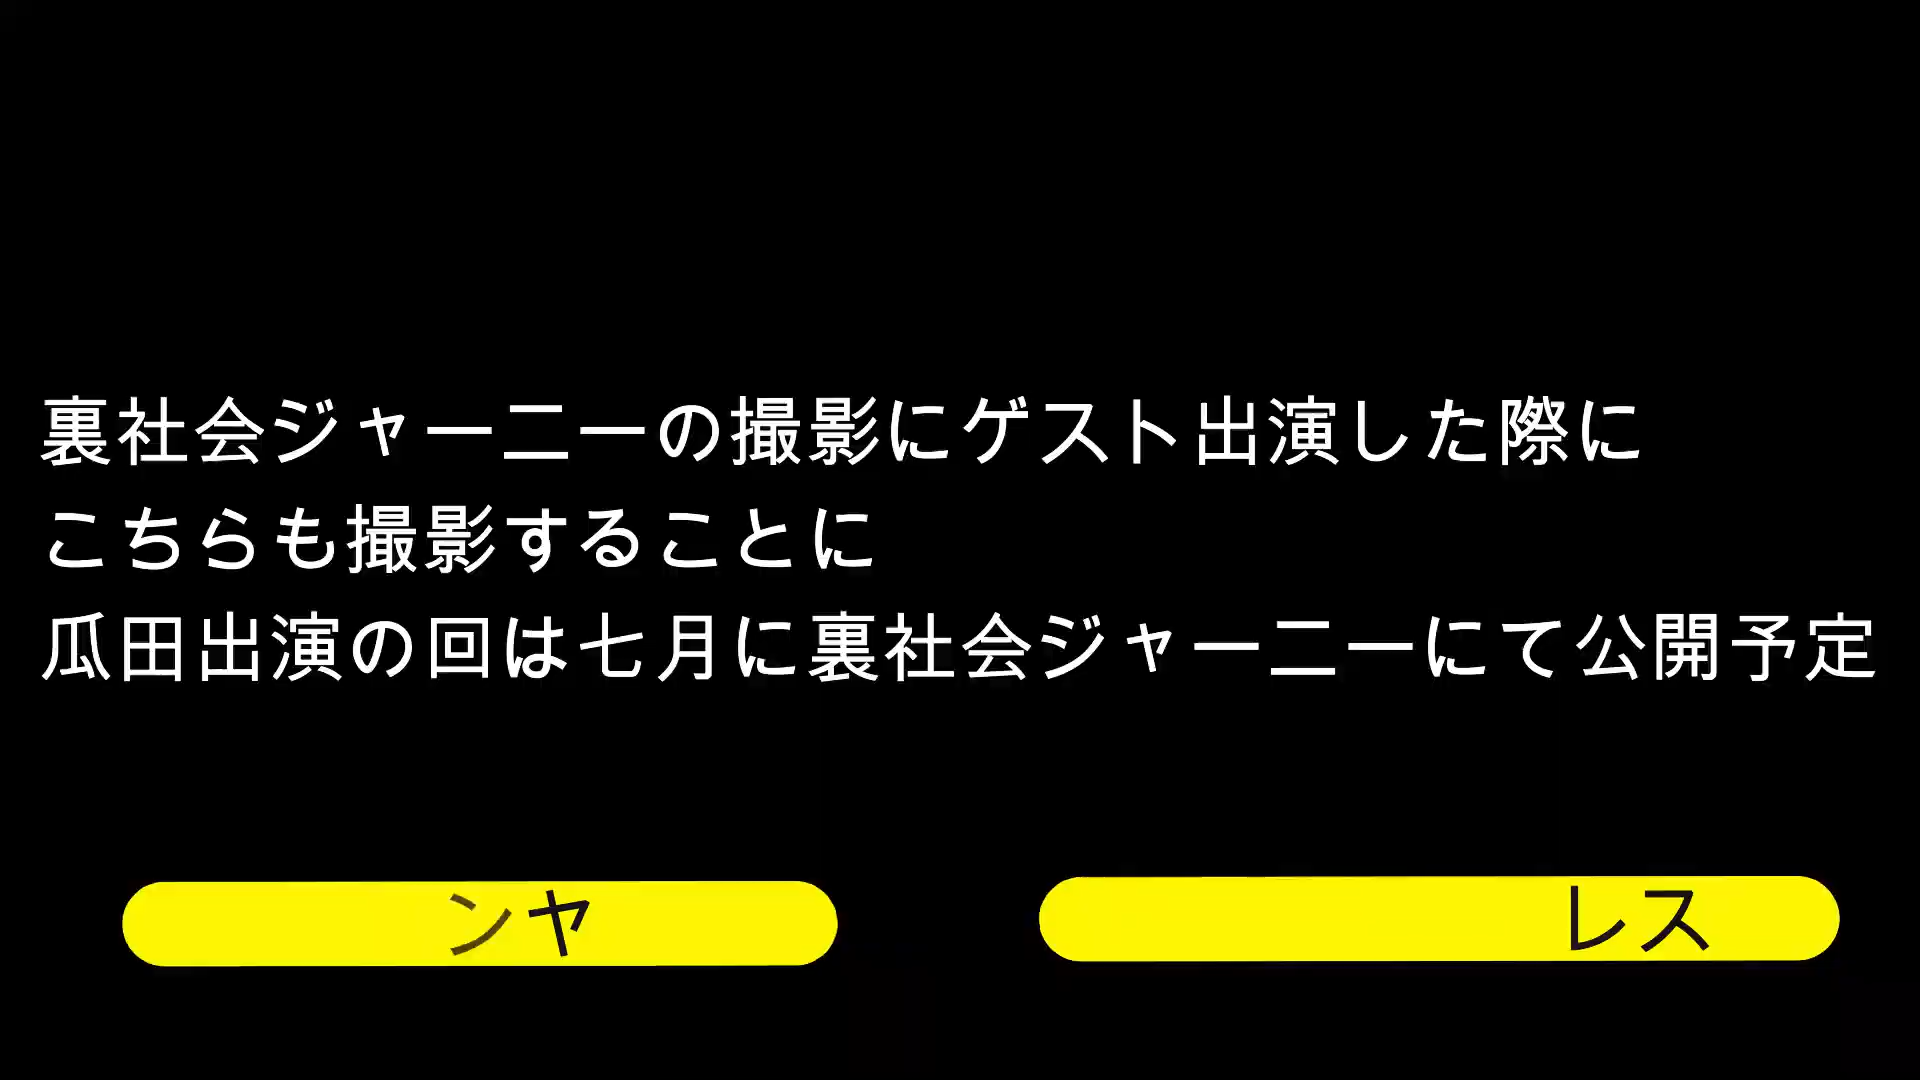 裏社会ジャーニーの撮影にゲスト出演した際に
こちらも撮影することに
瓜田出演の回は七月に裏社会ジャーニーにて公開予定
ンヤ
レス